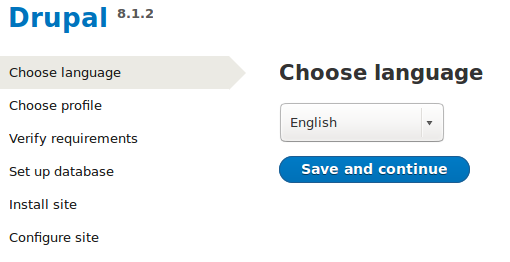 Drupal 8.1.2
Choose language
Choose profile
Verify requirements
Set up database
Install site
Configure site
Choose language
English
Save and continue